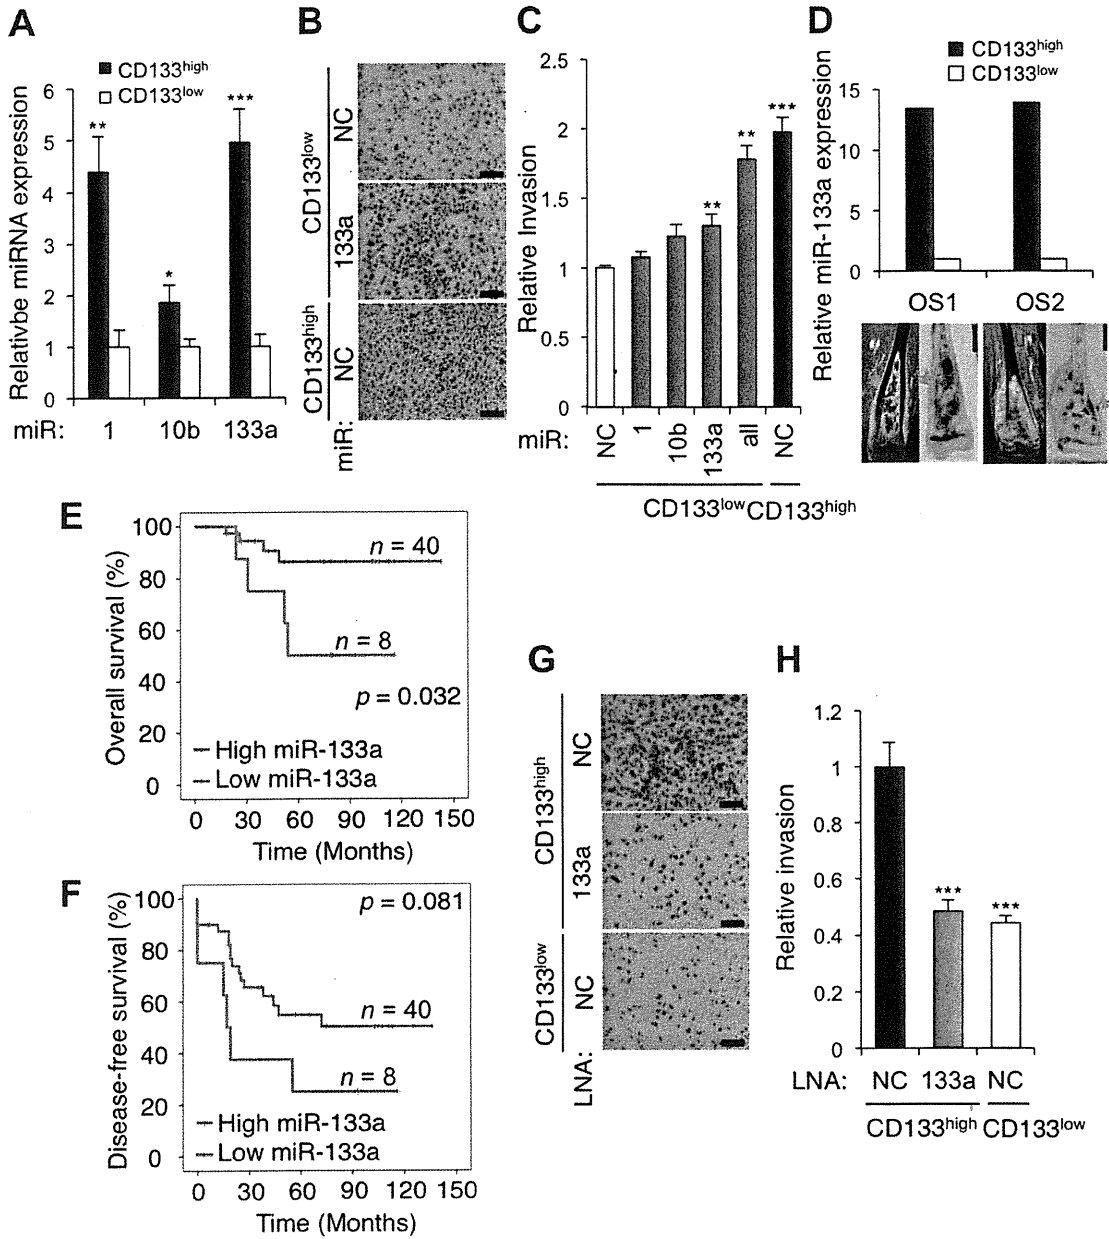 A
CD133high
CD133low
Relativbe miRNA expression
6
5
4
3
2
1
0
**
*
***
miR: 1 10b 133a
B
CD133low
NC
133a
CD133high
NC
miR:
C
Relative Invasion
2.5
2
1.5
1
0.5
0
**
**
***
miR: NC 1 10b 133a all NC
CD133low CD133high
D
CD133high
CD133low
Relative miR-133a expression
15
10
5
0
OS1 OS2
E
Overall survival (%)
100
80
60
40
20
0
n = 40
n = 8
p = 0.032
High miR-133a
Low miR-133a
0 30 60 90 120 150
Time (Months)
F
Disease-free survival (%)
100
80
60
40
20
0
p = 0.081
n = 40
n = 8
High miR-133a
Low miR-133a
0 30 60 90 120 150
Time (Months)
G
CD133high
NC
133a
CD133low
NC
LNA:
H
Relative invasion
1.2
1
0.8
0.6
0.4
0.2
0
***
***
LNA: NC 133a NC
CD133high CD133low